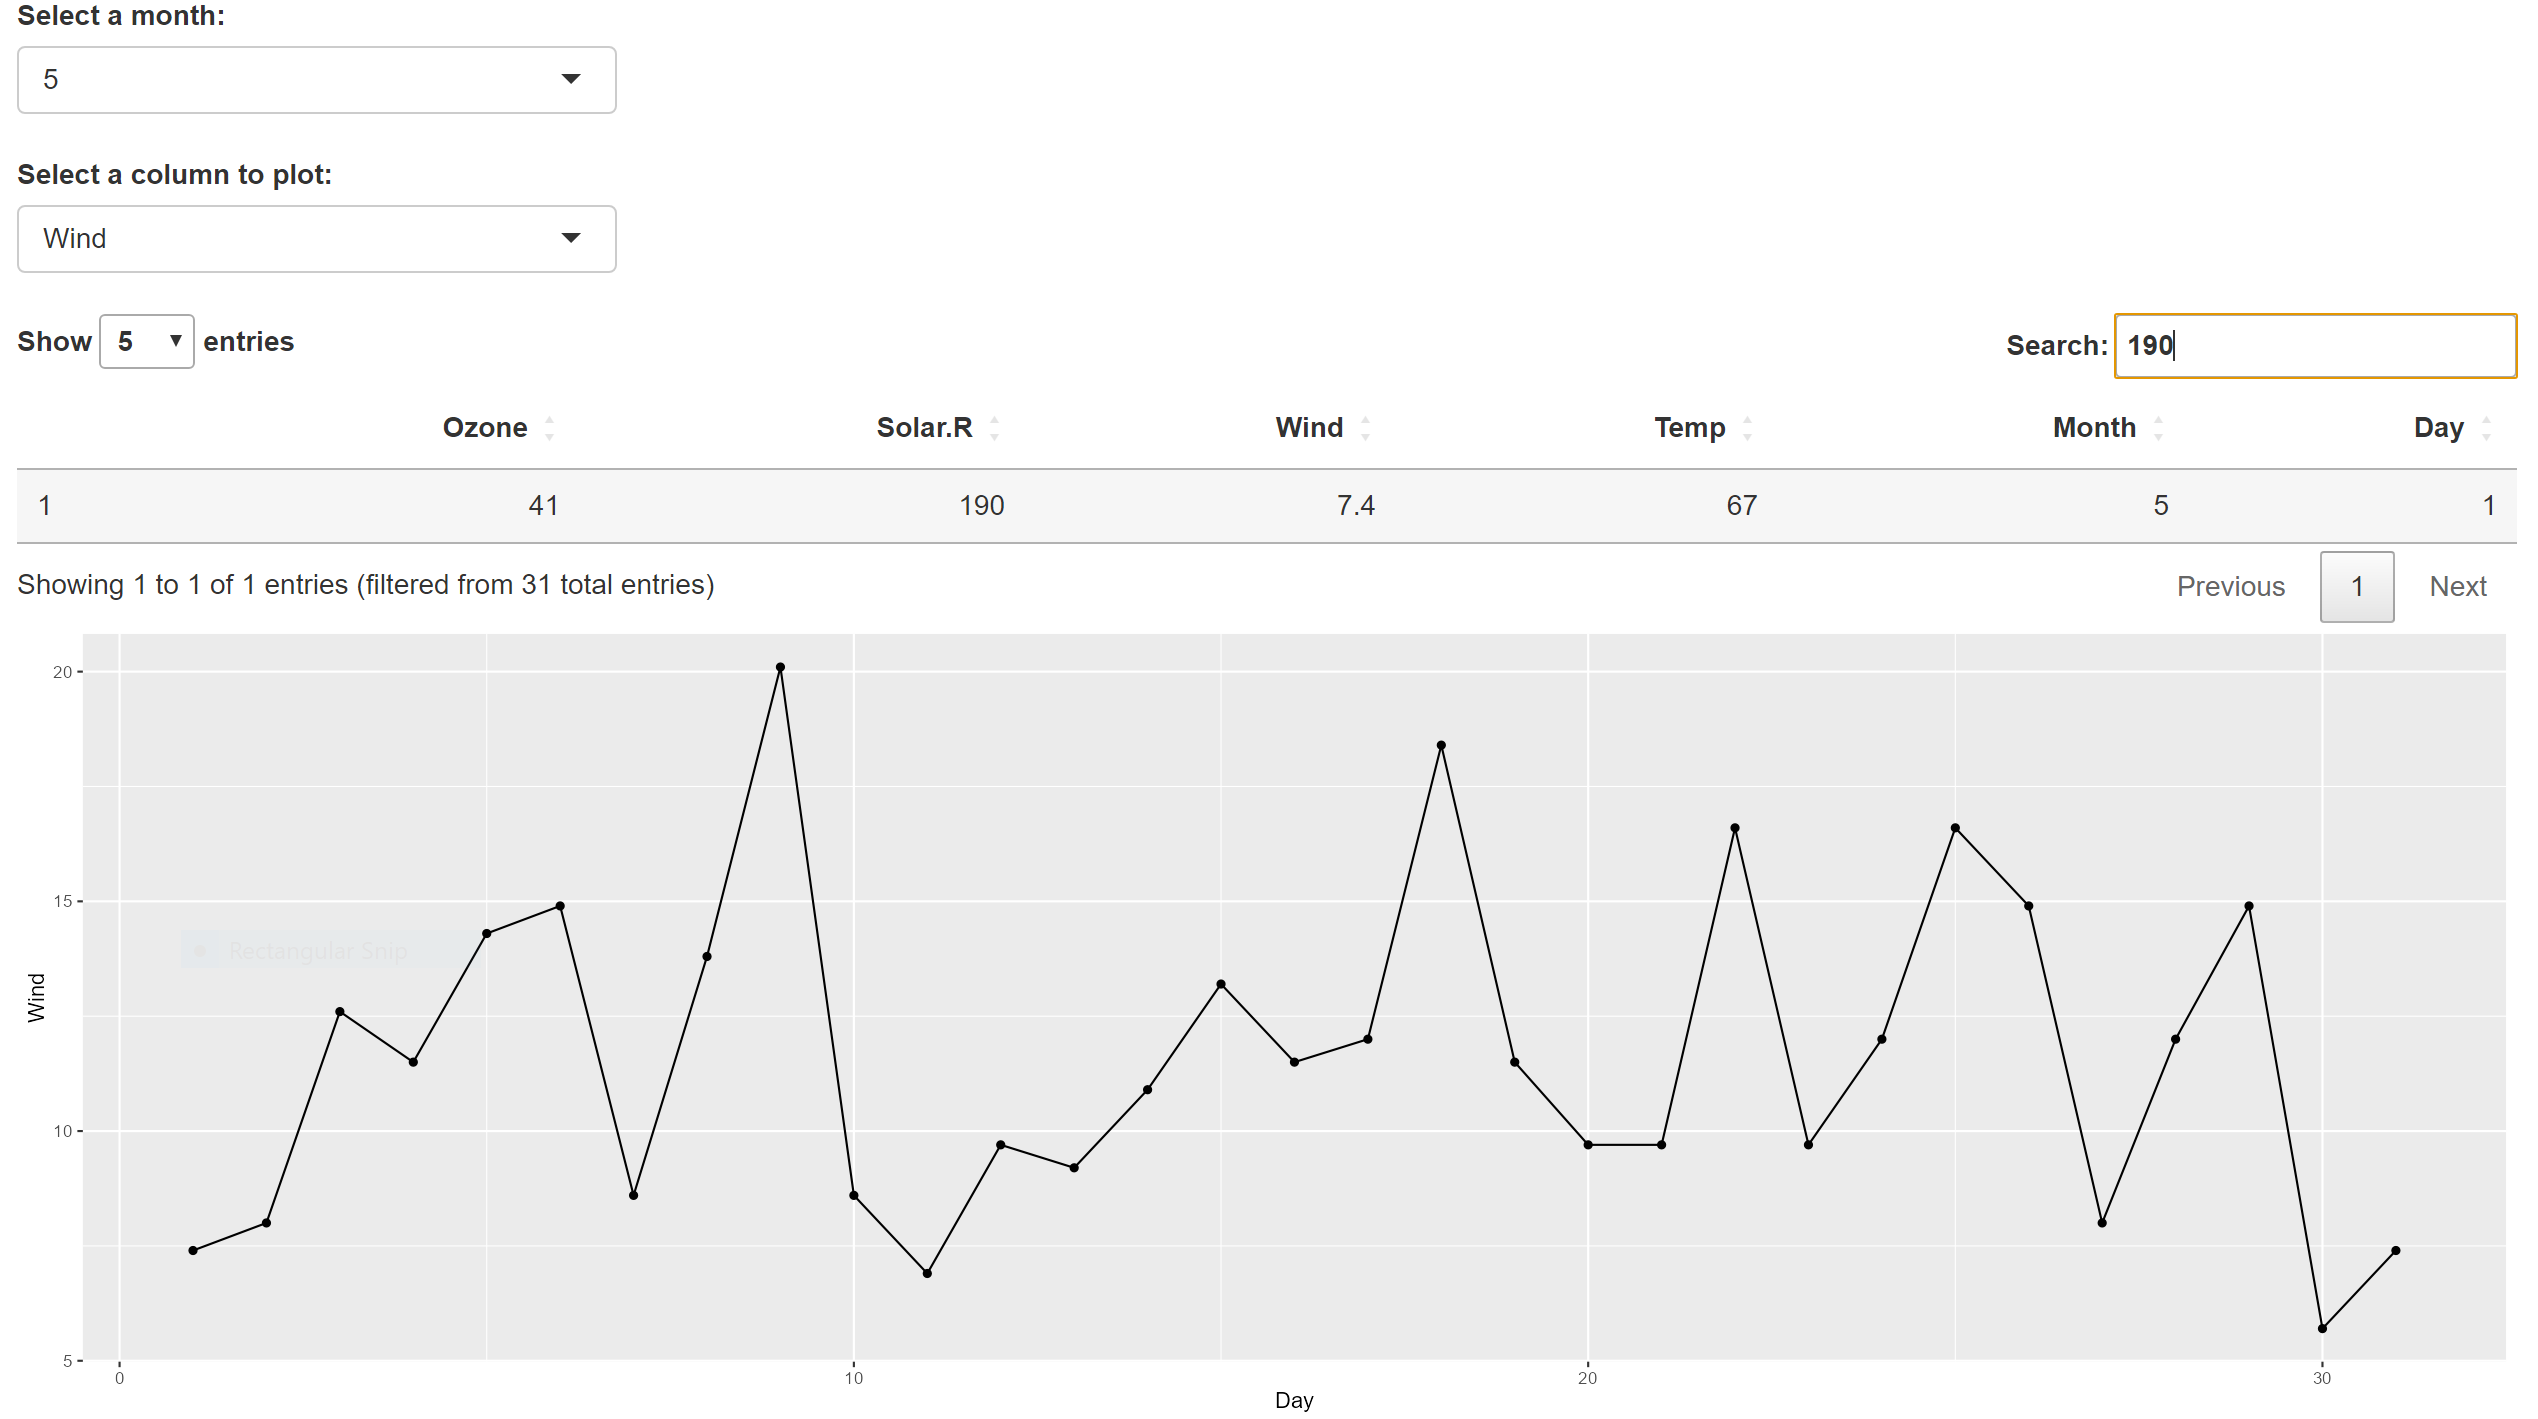 Select a month:
5
Select a column to plot:
Wind
Show 5 entries
Search: 190
Ozone Solar.R Wind Temp Month Day
1 41 190 7.4 67 5 1
Showing 1 to 1 of 1 entries (filtered from 31 total entries)
Previous 1 Next
20
15
Rectangular Snip
Wind
10
5
0 10 20 30
Day